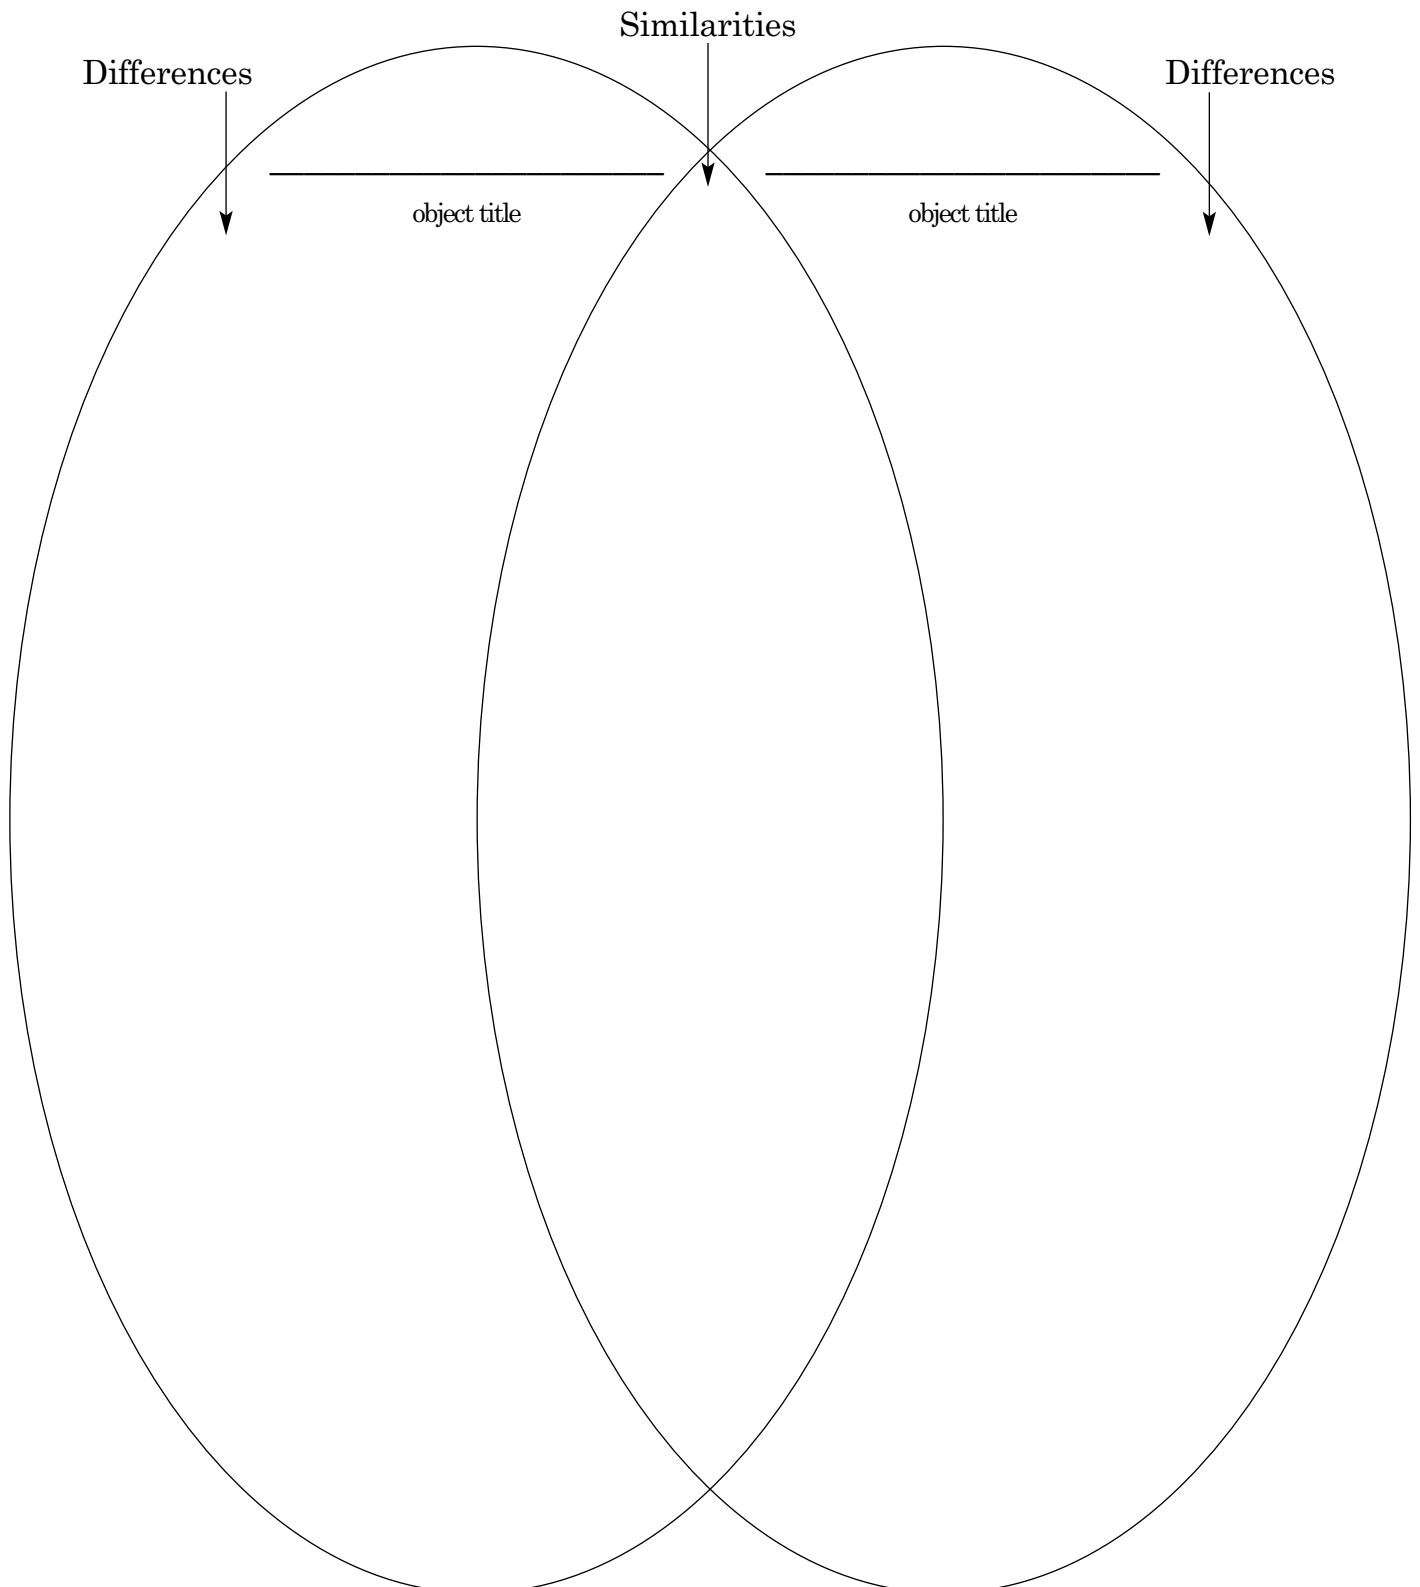 Similarities
Differences
Differences
object title
object title